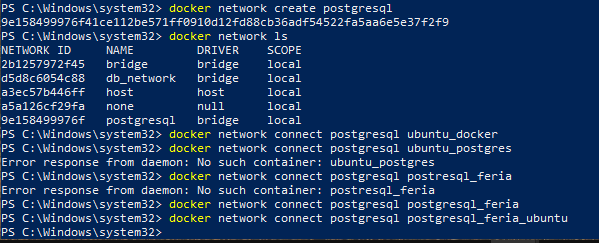 PS C:\Windows\system32> docker network create postgresql
9e158499976f41ce112be571ff0910d12fd88cb36adf54522fa5aa6e5e37f2f9
PS C:\Windows\system32> docker network ls
NETWORK ID NAME DRIVER SCOPE
2b1257972f45 bridge bridge local
d5d8c6054c88 db_network bridge local
a3ec57b446ff host host local
a5a126cf29fa none null local
9e158499976f postgresql bridge local
PS C:\Windows\system32> docker network connect postgresql ubuntu_docker
PS C:\Windows\system32> docker network connect postgresql ubuntu_postgres
Error response from daemon: No such container: ubuntu_postgres
PS C:\Windows\system32> docker network connect postgresql postresql_feria
Error response from daemon: No such container: postresql_feria
PS C:\Windows\system32> docker network connect postgresql postgresql_feria
PS C:\Windows\system32> docker network connect postgresql postgresql_feria_ubuntu
PS C:\Windows\system32>